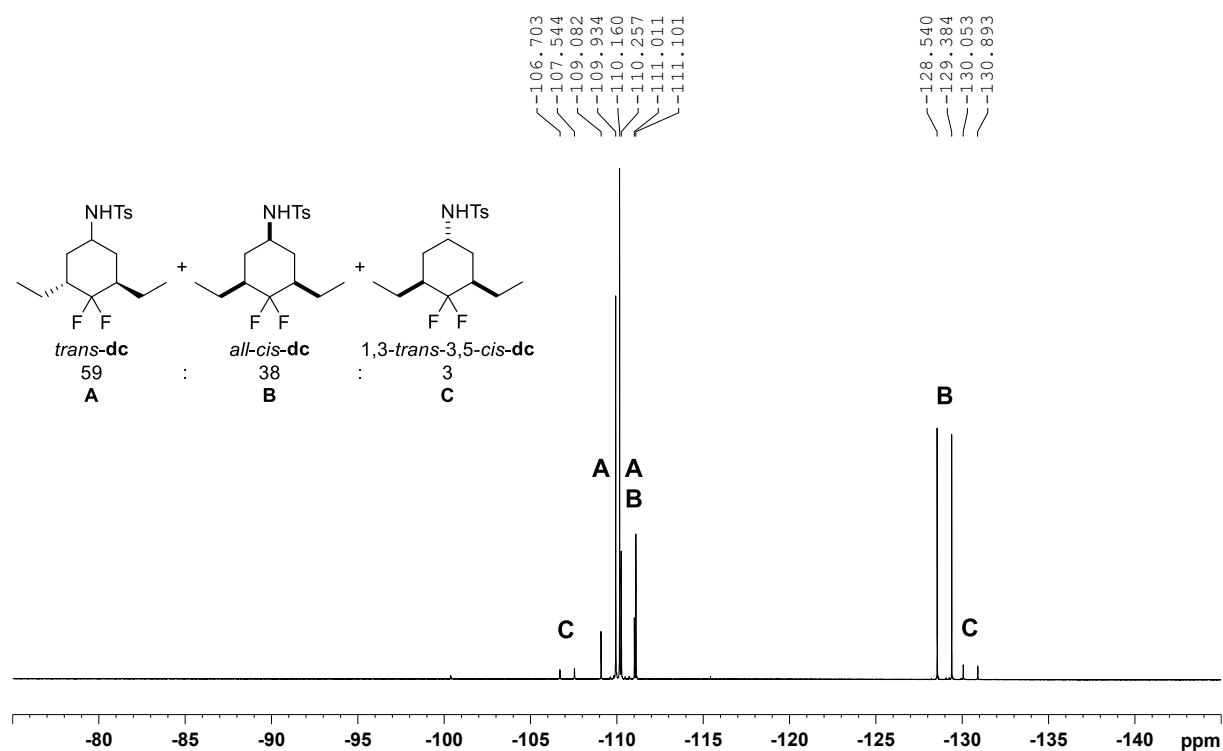 -106.703
-107.544
-109.082
-109.934
-110.160
-110.257
-111.011
-111.101
-128.540
-129.384
-130.053
-130.893
NHTs NHTs NHTs
+ +
F F F F F F
trans-dc all-cis-dc 1,3-trans-3,5-cis-dc
59 : 38 : 3
A B C
B
A A
B
C C
-80 -85 -90 -95 -100 -105 -110 -115 -120 -125 -130 -135 -140 ppm